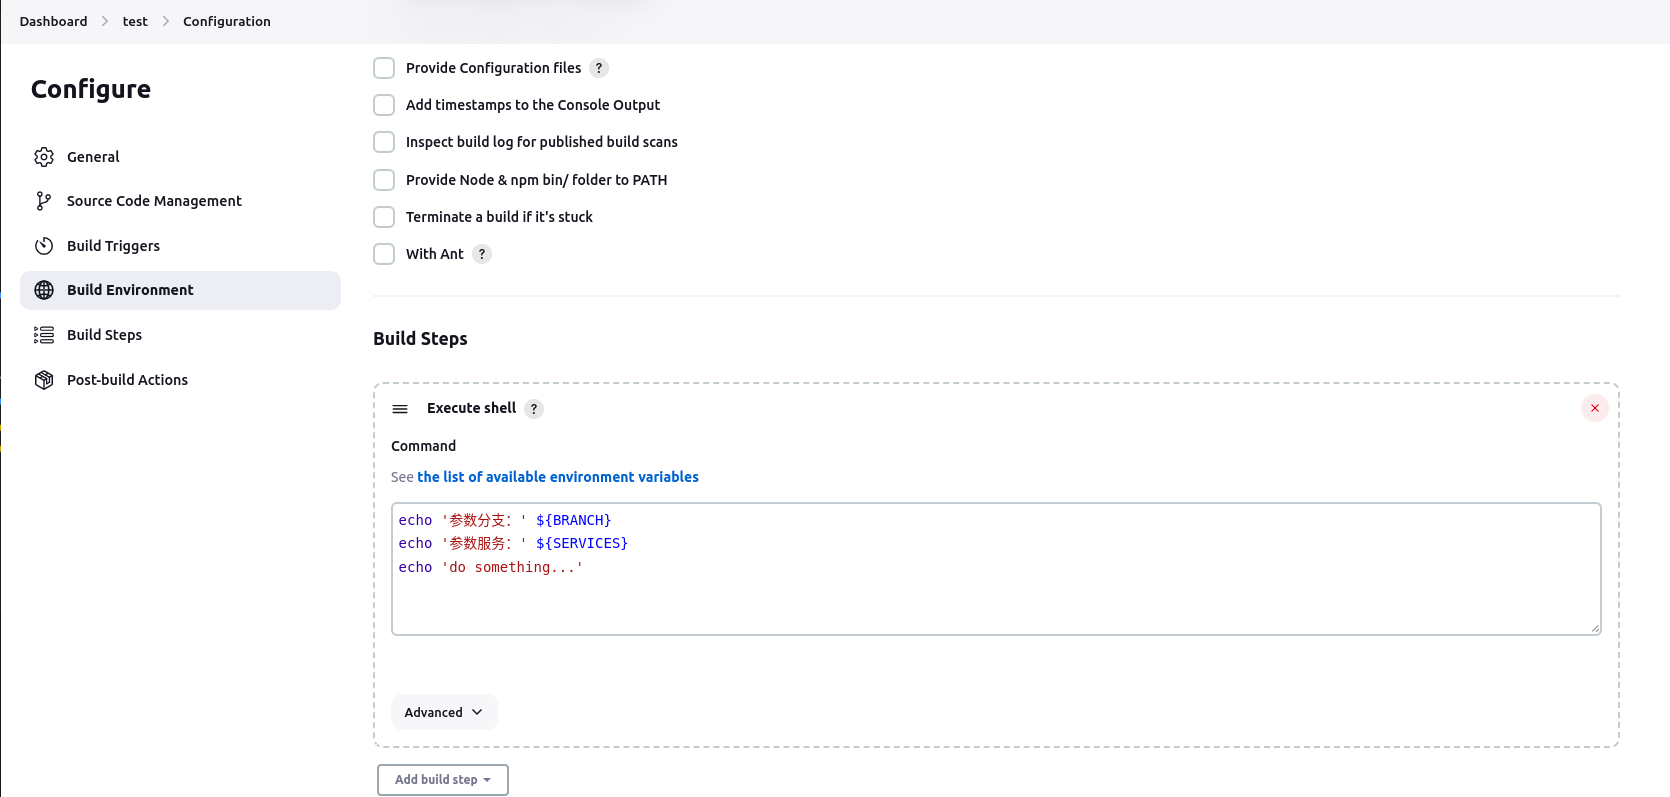 Dashboard > test > Configuration
Configure
General
Source Code Management
Build Triggers
Build Environment
Build Steps
Post-build Actions
Provide Configuration files ?
Add timestamps to the Console Output
Inspect build log for published build scans
Provide Node & npm bin/ folder to PATH
Terminate a build if it's stuck
With Ant ?
Build Steps
Execute shell ?
Command
See the list of available environment variables
echo '参数分支：' ${BRANCH}
echo '参数服务：' ${SERVICES}
echo 'do something...'
Advanced
Add build step